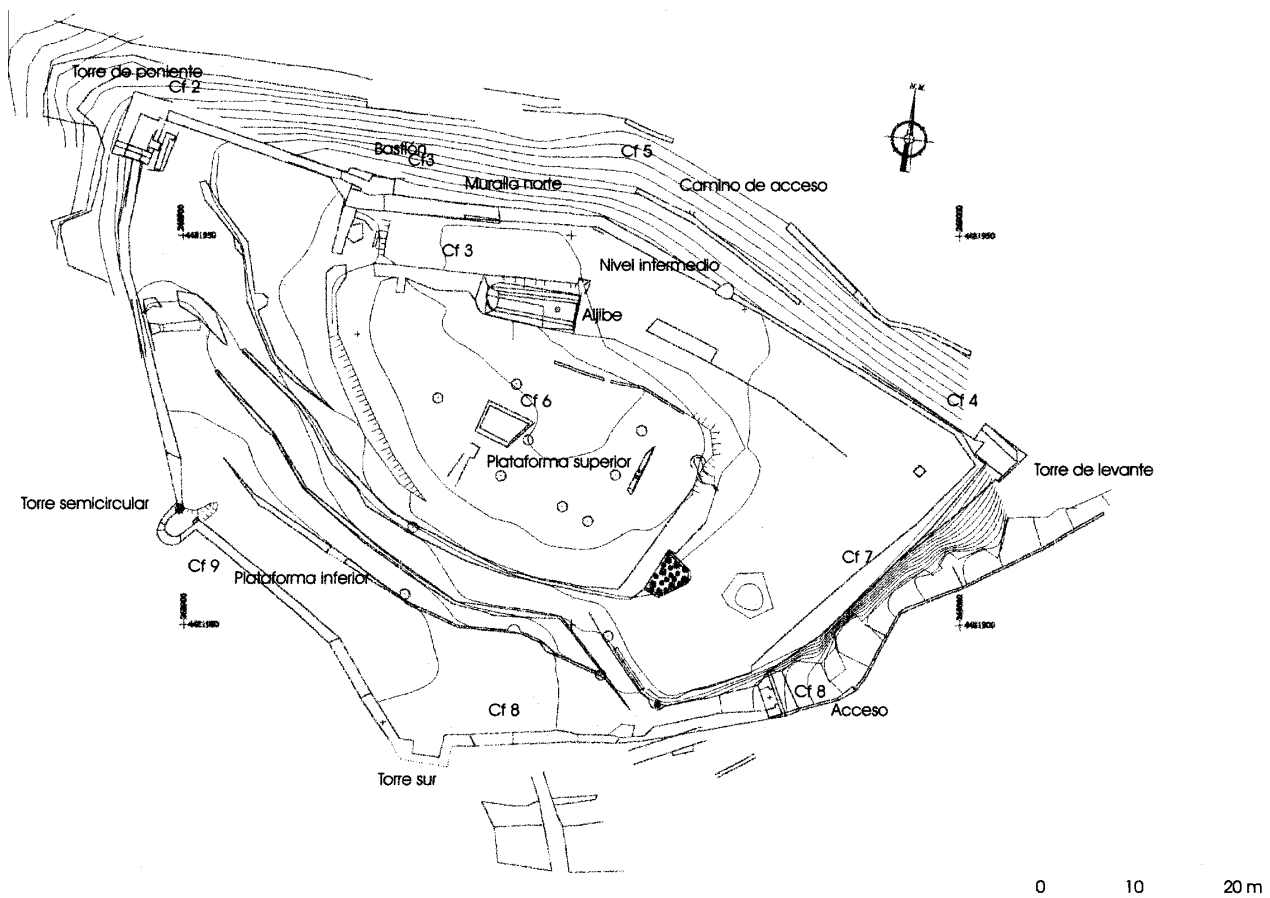 Torre de poniente
Cf 2
Bastión
Cf3
Cf 5
Muralla norte
Camino de acceso
Cf 3
Nivel intermedio
Aljibe
Cf 6
Cf 4
Plataforma superior
Torre de levante
Torre semicircular
Cf 9
Plataforma inferior
Cf 7
Cf 8
Cf 8
Acceso
Torre sur
0 10 20 m